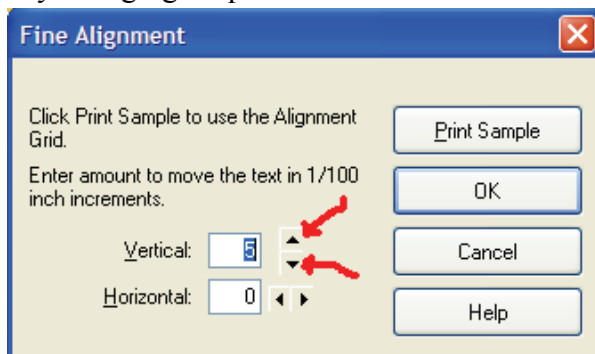 Fine Alignment
Click Print Sample to use the Alignment
Grid.
Print Sample
Enter amount to move the text in 1/100
inch increments.
OK
Vertical: 5
Cancel
Horizontal: 0
Help